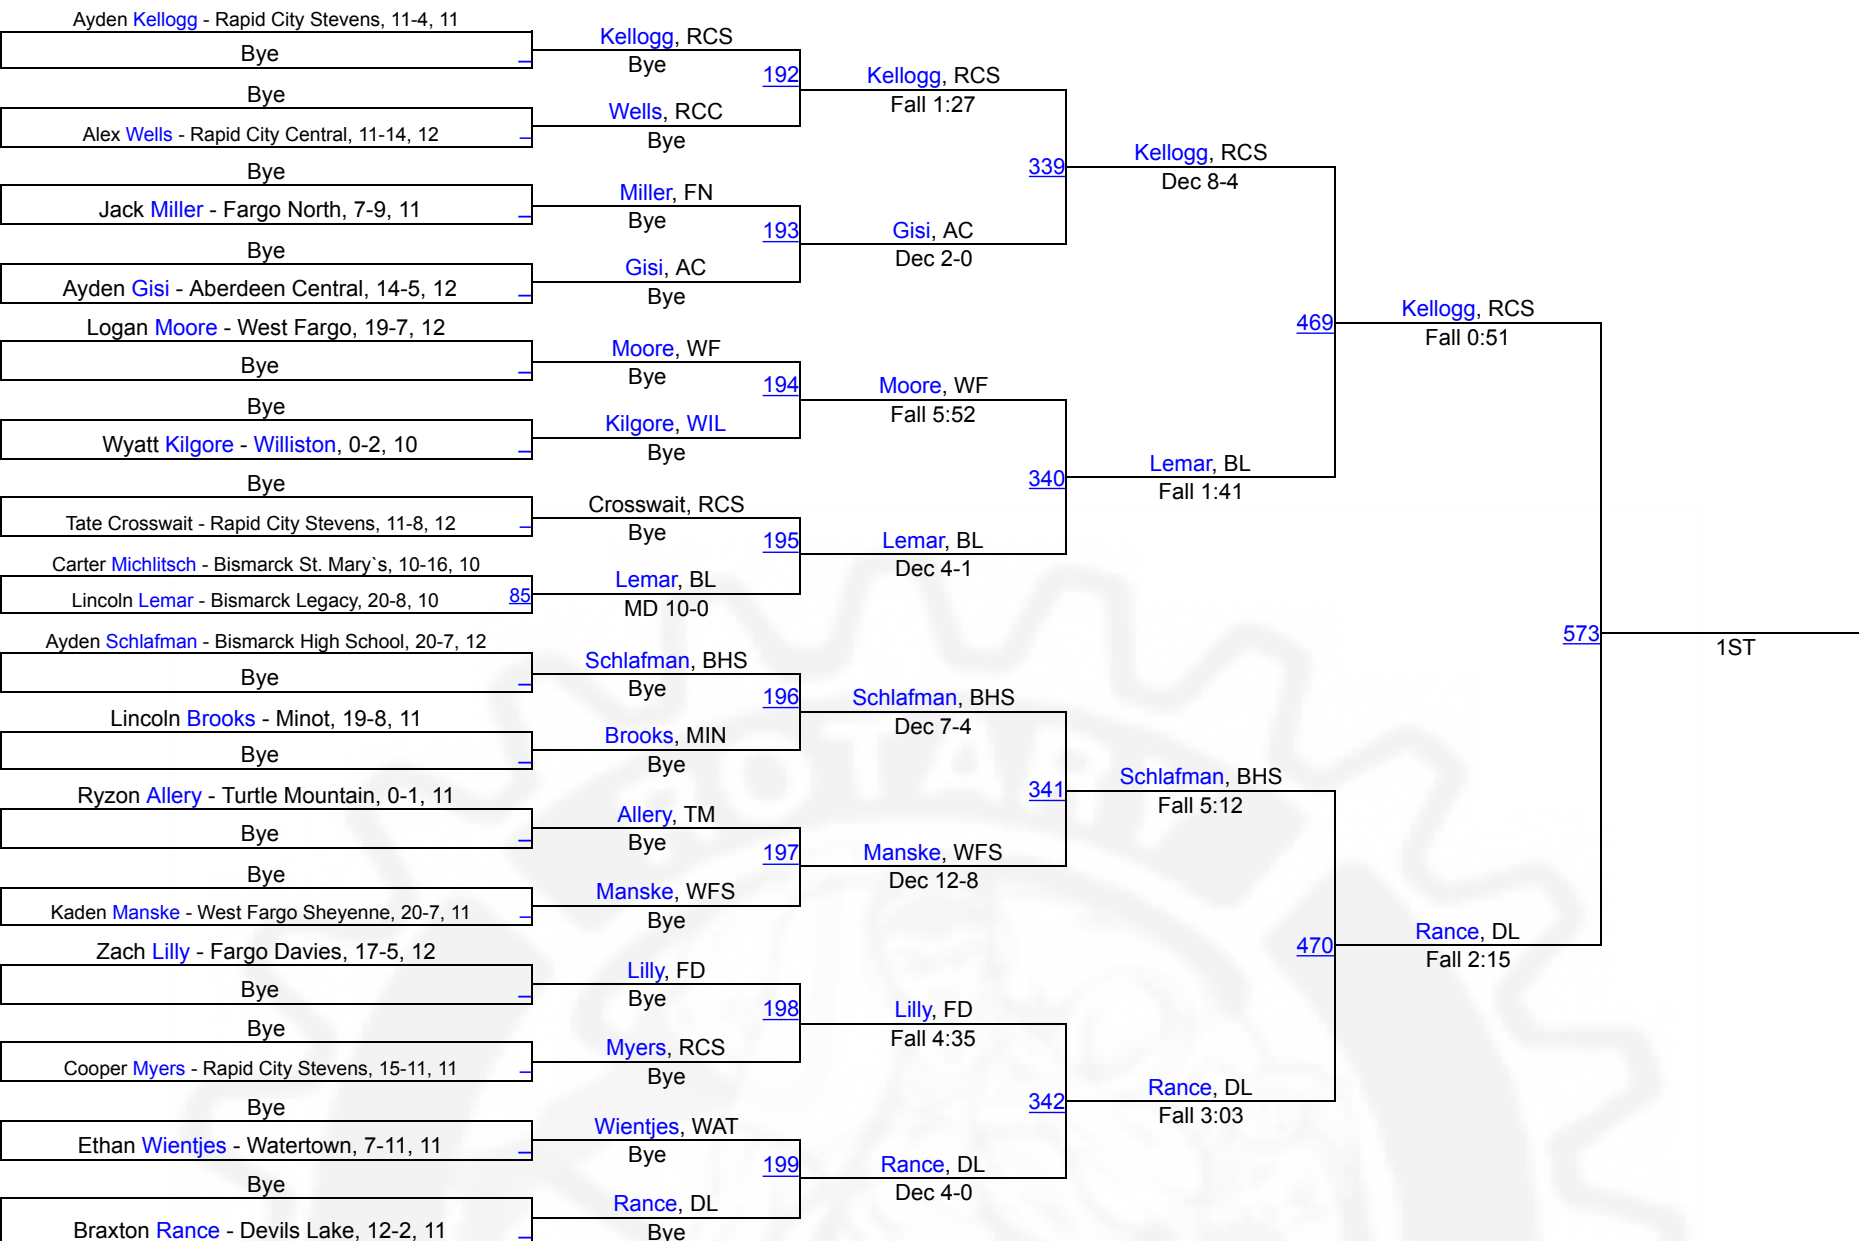 Ayden Kellogg - Rapid City Stevens, 11-4, 11
Bye
Bye
Alex Wells - Rapid City Central, 11-14, 12
Bye
Jack Miller - Fargo North, 7-9, 11
Bye
Ayden Gisi - Aberdeen Central, 14-5, 12
Logan Moore - West Fargo, 19-7, 12
Bye
Bye
Wyatt Kilgore - Williston, 0-2, 10
Bye
Tate Crosswait - Rapid City Stevens, 11-8, 12
Carter Michlitsch - Bismarck St. Mary`s, 10-16, 10
Lincoln Lemar - Bismarck Legacy, 20-8, 10
85
Ayden Schlafman - Bismarck High School, 20-7, 12
Bye
Lincoln Brooks - Minot, 19-8, 11
Bye
Ryzon Allery - Turtle Mountain, 0-1, 11
Bye
Bye
Kaden Manske - West Fargo Sheyenne, 20-7, 11
Zach Lilly - Fargo Davies, 17-5, 12
Bye
Bye
Cooper Myers - Rapid City Stevens, 15-11, 11
Bye
Ethan Wientjes - Watertown, 7-11, 11
Bye
Braxton Rance - Devils Lake, 12-2, 11
Kellogg, RCS
Bye
192
Wells, RCC
Bye
Miller, FN
Bye
193
Gisi, AC
Bye
Moore, WF
Bye
194
Kilgore, WIL
Bye
Crosswait, RCS
Bye
195
Lemar, BL
MD 10-0
Schlafman, BHS
Bye
196
Brooks, MIN
Bye
Allery, TM
Bye
197
Manske, WFS
Bye
Lilly, FD
Bye
198
Myers, RCS
Bye
Wientjes, WAT
Bye
199
Rance, DL
Bye
Kellogg, RCS
Fall 1:27
339
Gisi, AC
Dec 2-0
Moore, WF
Fall 5:52
340
Lemar, BL
Dec 4-1
Schlafman, BHS
Dec 7-4
341
Manske, WFS
Dec 12-8
Lilly, FD
Fall 4:35
342
Rance, DL
Dec 4-0
Kellogg, RCS
Dec 8-4
469
Lemar, BL
Fall 1:41
Schlafman, BHS
Fall 5:12
470
Rance, DL
Fall 3:03
Kellogg, RCS
Fall 0:51
573
Rance, DL
Fall 2:15
1ST
ROTARY